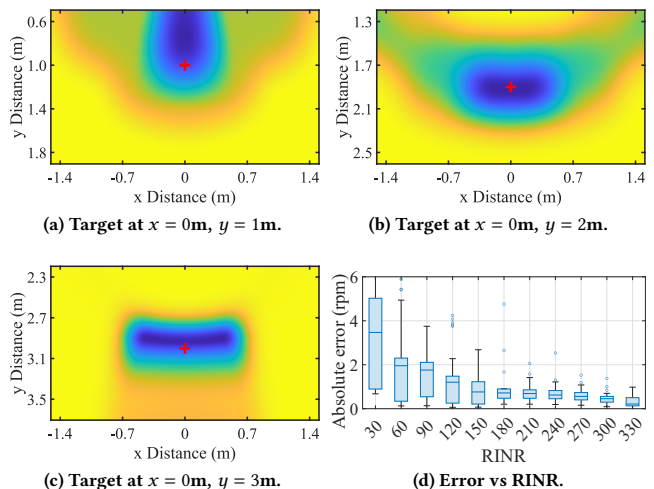 0.6
1.0
1.4
1.8
y Distance (m)
-1.4 -0.7 0 0.7 1.4
x Distance (m)
(a) Target at x = 0m, y = 1m.
1.3
1.7
2.1
2.5
y Distance (m)
-1.4 -0.7 0 0.7 1.4
x Distance (m)
(b) Target at x = 0m, y = 2m.
2.3
2.7
3.1
3.5
y Distance (m)
-1.4 -0.7 0 0.7 1.4
x Distance (m)
(c) Target at x = 0m, y = 3m.
6
4
2
0
Absolute error (rpm)
30 60 90 120 150 180 210 240 270 300 330
RINR
(d) Error vs RINR.